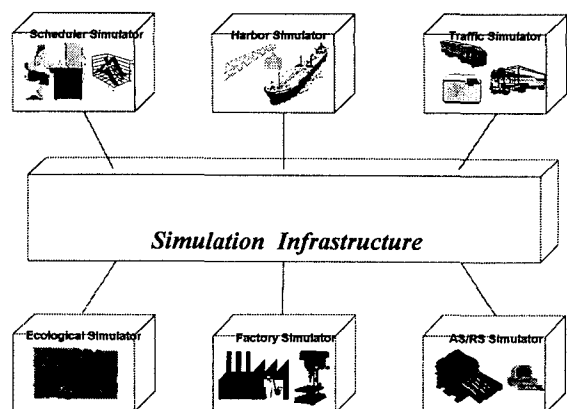 Scheduler Simulator
Harbor Simulator
Traffic Simulator
Simulation Infrastructure
Ecological Simulator
Factory Simulator
AS/RS Simulator